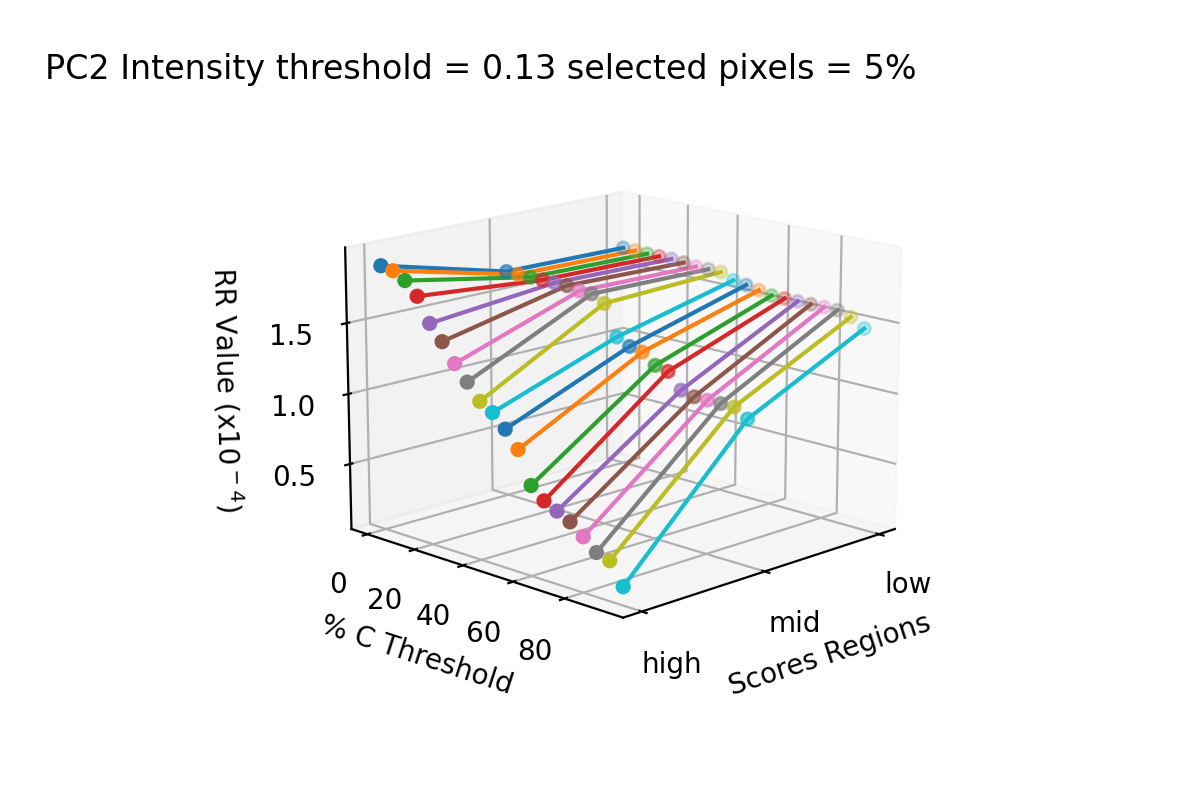 PC2 Intensity threshold = 0.13 selected pixels = 5%
RR Value (x10⁻⁴)
1.5
1.0
0.5
0
20
40
60
80
% C Threshold
high
mid
low
Scores Regions